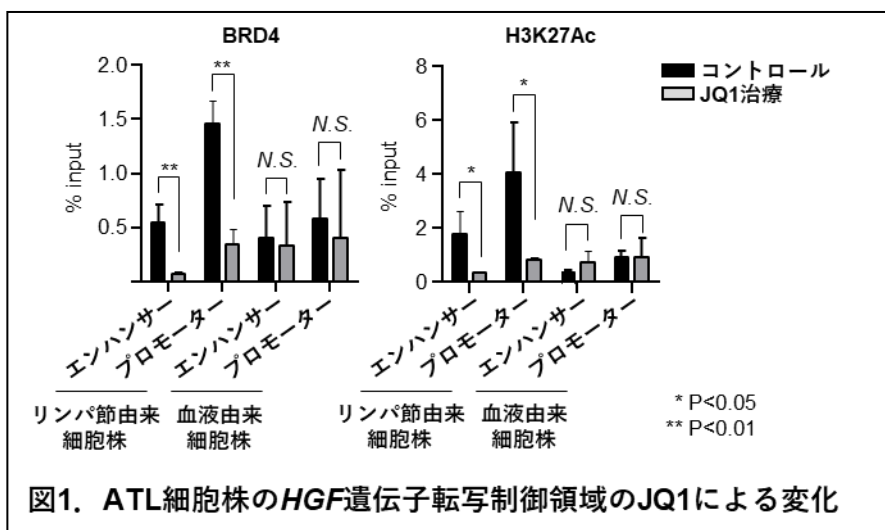 BRD4
2.0
1.5
1.0
0.5
% input
**
**
N.S.
N.S.
エンハンサー
プロモーター
エンハンサー
プロモーター
リンパ節由来
細胞株
血液由来
細胞株
H3K27Ac
8
6
4
2
0
% input
*
*
N.S.
N.S.
エンハンサー
プロモーター
エンハンサー
プロモーター
リンパ節由来
細胞株
血液由来
細胞株
コントロール
JQ1治療
* P<0.05
** P<0.01
図1．ATL細胞株のHGF遺伝子転写制御領域のJQ1による変化